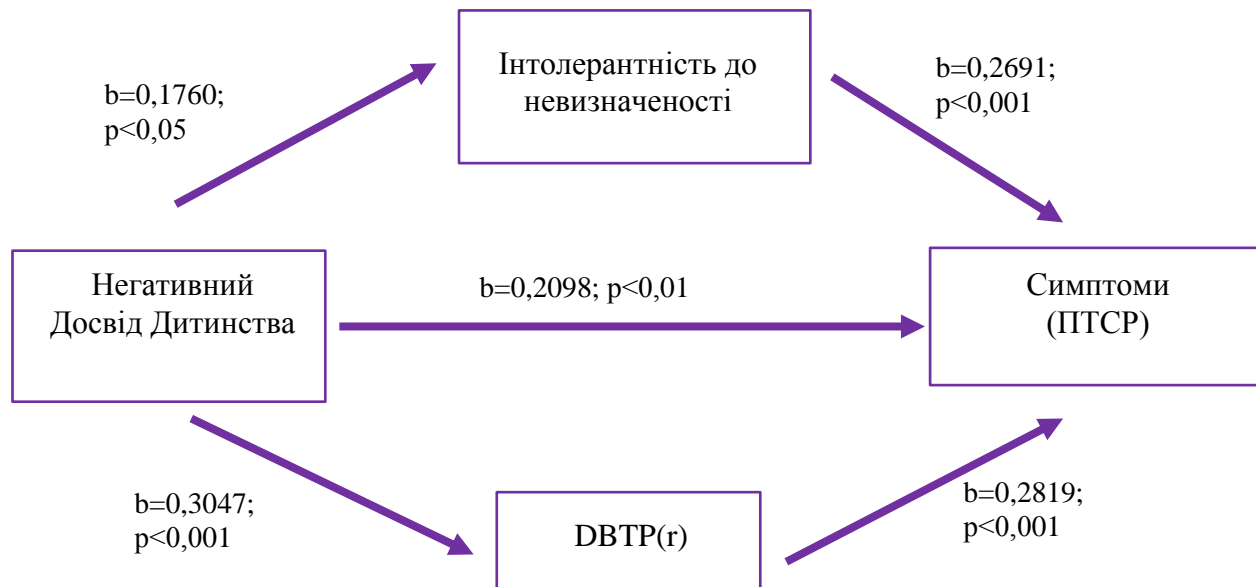 Інтолерантність до
невизначеності
b=0,1760;
p<0,05
b=0,2691;
p<0,001
Негативний
Досвід Дитинства
b=0,2098; p<0,01
Симптоми
(ПТСР)
b=0,3047;
p<0,001
DBTP(r)
b=0,2819;
p<0,001